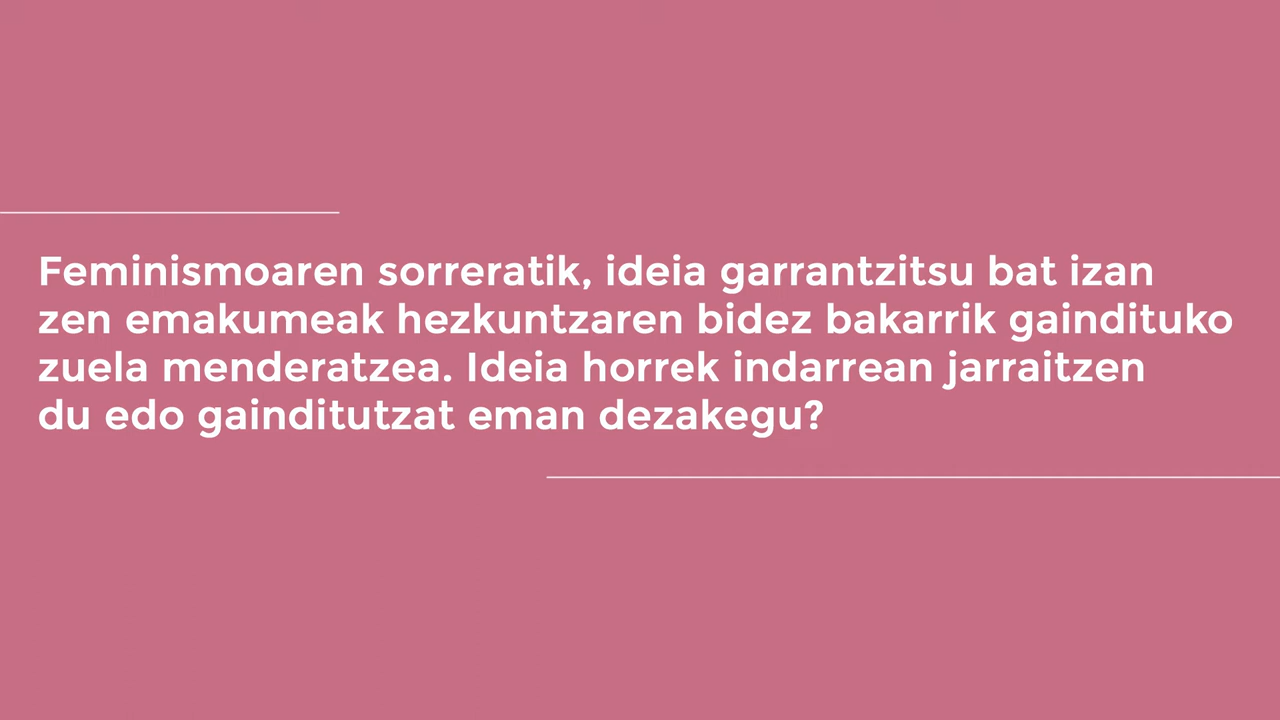 Feminismoaren sorreratik, ideia garrantzitsu bat izan
zen emakumeak hezkuntzaren bidez bakarrik gaindituko
zuela menderatzea. Ideia horrek indarrean jarraitzen
du edo gainditutzat eman dezakegu?